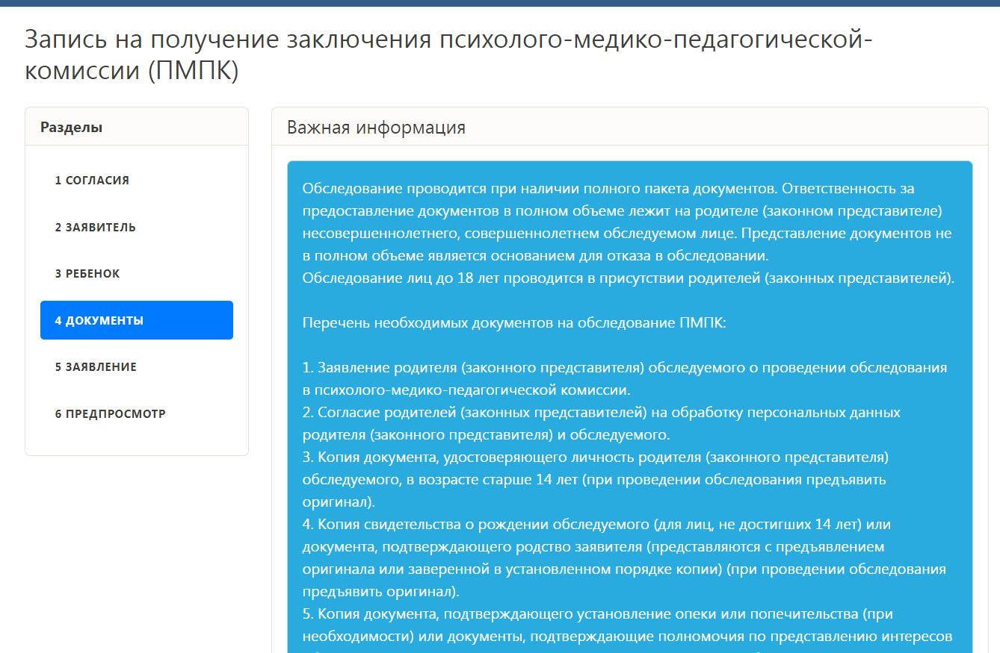 Запись на получение заключения психолого-медико-педагогической-
комиссии (ПМПК)
Разделы
1 СОГЛАСИЯ
2 ЗАЯВИТЕЛЬ
3 РЕБЕНОК
4 ДОКУМЕНТЫ
5 ЗАЯВЛЕНИЕ
6 ПРЕДПРОСМОТР
Важная информация
Обследование проводится при наличии полного пакета документов. Ответственность за
предоставление документов в полном объеме лежит на родителе (законном представителе)
несовершеннолетнего, совершеннолетнем обследуемом лице. Представление документов не
в полном объеме является основанием для отказа в обследовании.
Обследование лиц до 18 лет проводится в присутствии родителей (законных представителей).
Перечень необходимых документов на обследование ПМПК:
1. Заявление родителя (законного представителя) обследуемого о проведении обследования
в психолого-медико-педагогической комиссии.
2. Согласие родителей (законных представителей) на обработку персональных данных
родителя (законного представителя) и обследуемого.
3. Копия документа, удостоверяющего личность родителя (законного представителя)
обследуемого, в возрасте старше 14 лет (при проведении обследования предъявить
оригинал).
4. Копия свидетельства о рождении обследуемого (для лиц, не достигших 14 лет) или
документа, подтверждающего родство заявителя (представляются с предъявлением
оригинала или заверенной в установленном порядке копии) (при проведении обследования
предъявить оригинал).
5. Копия документа, подтверждающего установление опеки или попечительства (при
необходимости) или документы, подтверждающие полномочия по представлению интересов